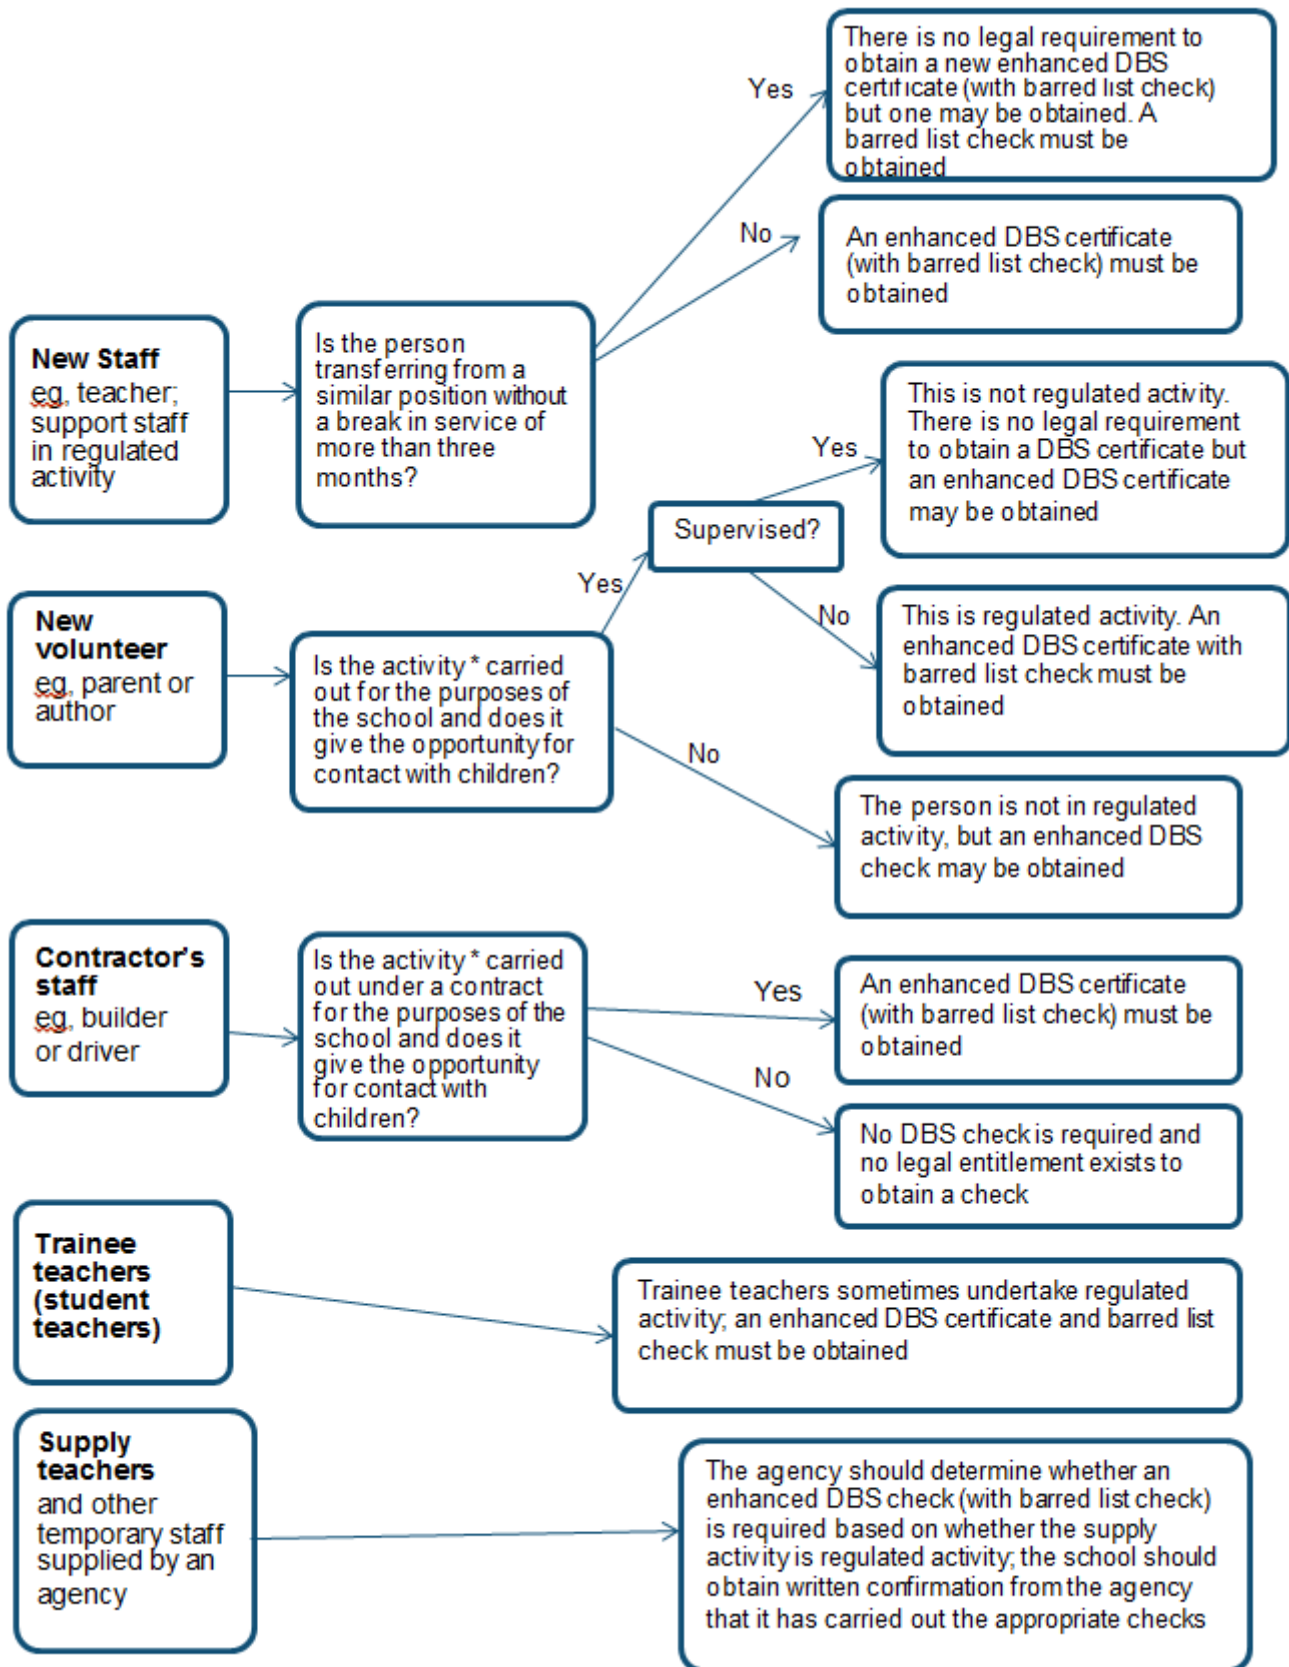 New Staff
eg, teacher;
support staff
in regulated
activity
Is the person
transferring from a
similar position without
a break in service of
more than three
months?
Yes
There is no legal requirement to
obtain a new enhanced DBS
certificate (with barred list check)
but one may be obtained. A
barred list check must be
obtained
No
An enhanced DBS certificate
(with barred list check) must be
obtained
New
volunteer
eg, parent or
author
Is the activity * carried
out for the purposes of
the school and does it
give the opportunity for
contact with children?
Yes
Supervised?
Yes
This is not regulated activity.
There is no legal requirement
to obtain a DBS certificate but
an enhanced DBS certificate
may be obtained
No
This is regulated activity. An
enhanced DBS certificate with
barred list check must be
obtained
No
The person is not in regulated
activity, but an enhanced DBS
check may be obtained
Contractor's
staff
eg, builder
or driver
Is the activity * carried
out under a contract
for the purposes of the
school and does it
give the opportunity
for contact with
children?
Yes
An enhanced DBS certificate
(with barred list check) must be
obtained
No
No DBS check is required and
no legal entitlement exists to
obtain a check
Trainee
teachers
(student
teachers)
Trainee teachers sometimes undertake regulated
activity; an enhanced DBS certificate and barred list
check must be obtained
Supply
teachers
and other
temporary staff
supplied by an
agency
The agency should determine whether an
enhanced DBS check (with barred list check)
is required based on whether the supply
activity is regulated activity; the school should
obtain written confirmation from the agency
that it has carried out the appropriate checks